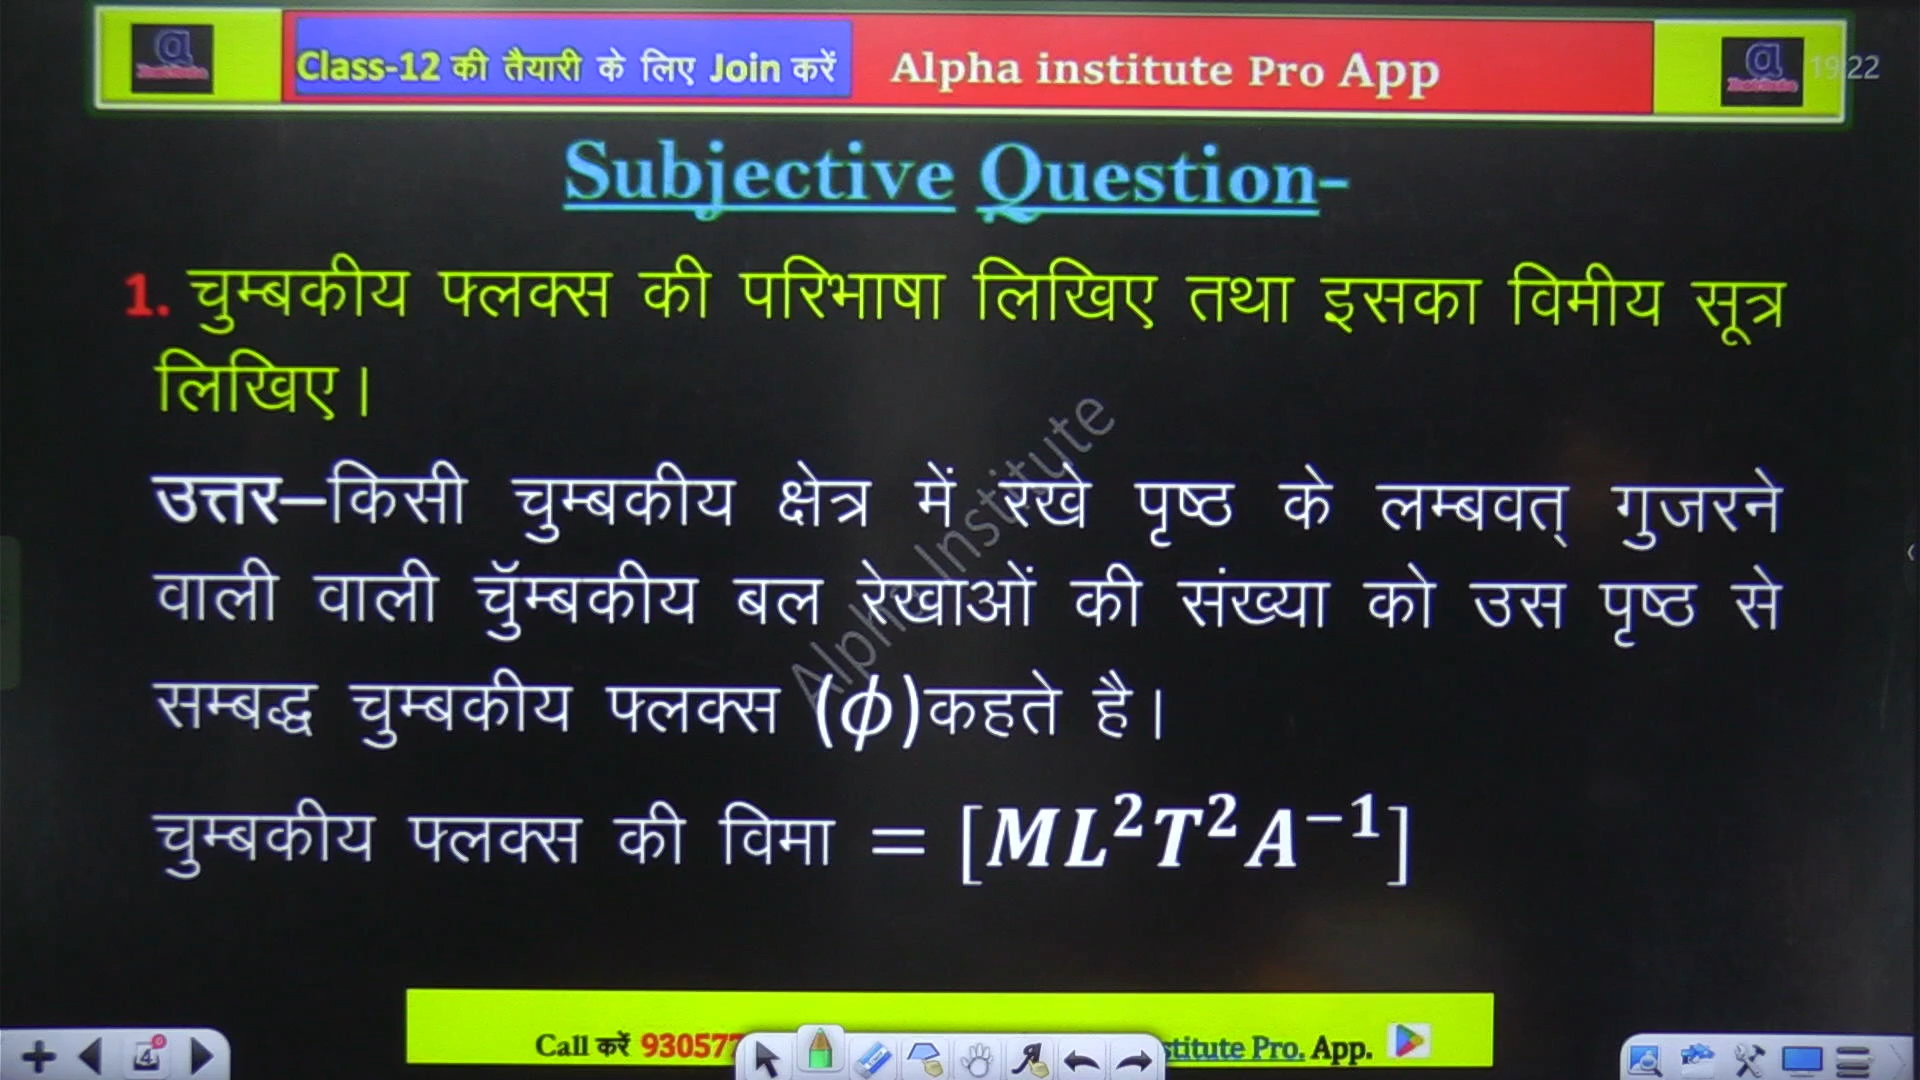 Class-12 की तैयारी के लिए Join करें Alpha institute Pro App 19:22
Subjective Question-
1. चुम्बकीय फ्लक्स की परिभाषा लिखिए तथा इसका विमीय सूत्र
लिखिए।
उत्तर–किसी चुम्बकीय क्षेत्र में रखे पृष्ठ के लम्बवत् गुजरने
वाली वाली चॅुम्बकीय बल रेखाओं की संख्या को उस पृष्ठ से
सम्बद्ध चुम्बकीय फ्लक्स (ϕ)कहते है।
चुम्बकीय फ्लक्स की विमा = [ML²T²A⁻¹]
Alpha Institute
Call करें 930577 stitute Pro. App.
4